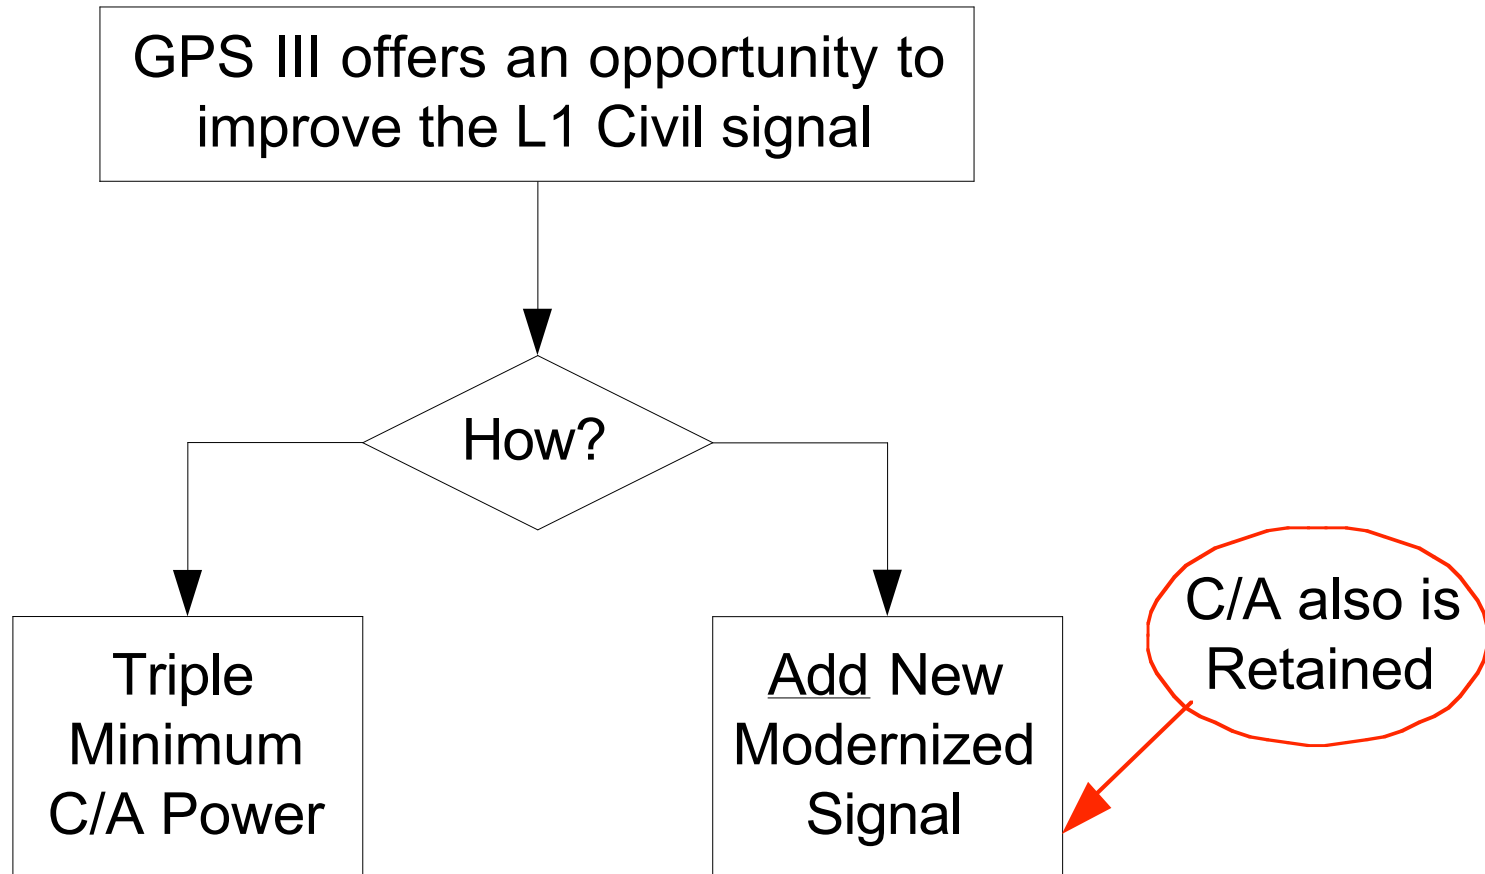 GPS III offers an opportunity to
improve the L1 Civil signal
How?
Triple
Minimum
C/A Power
Add New
Modernized
Signal
C/A also is
Retained